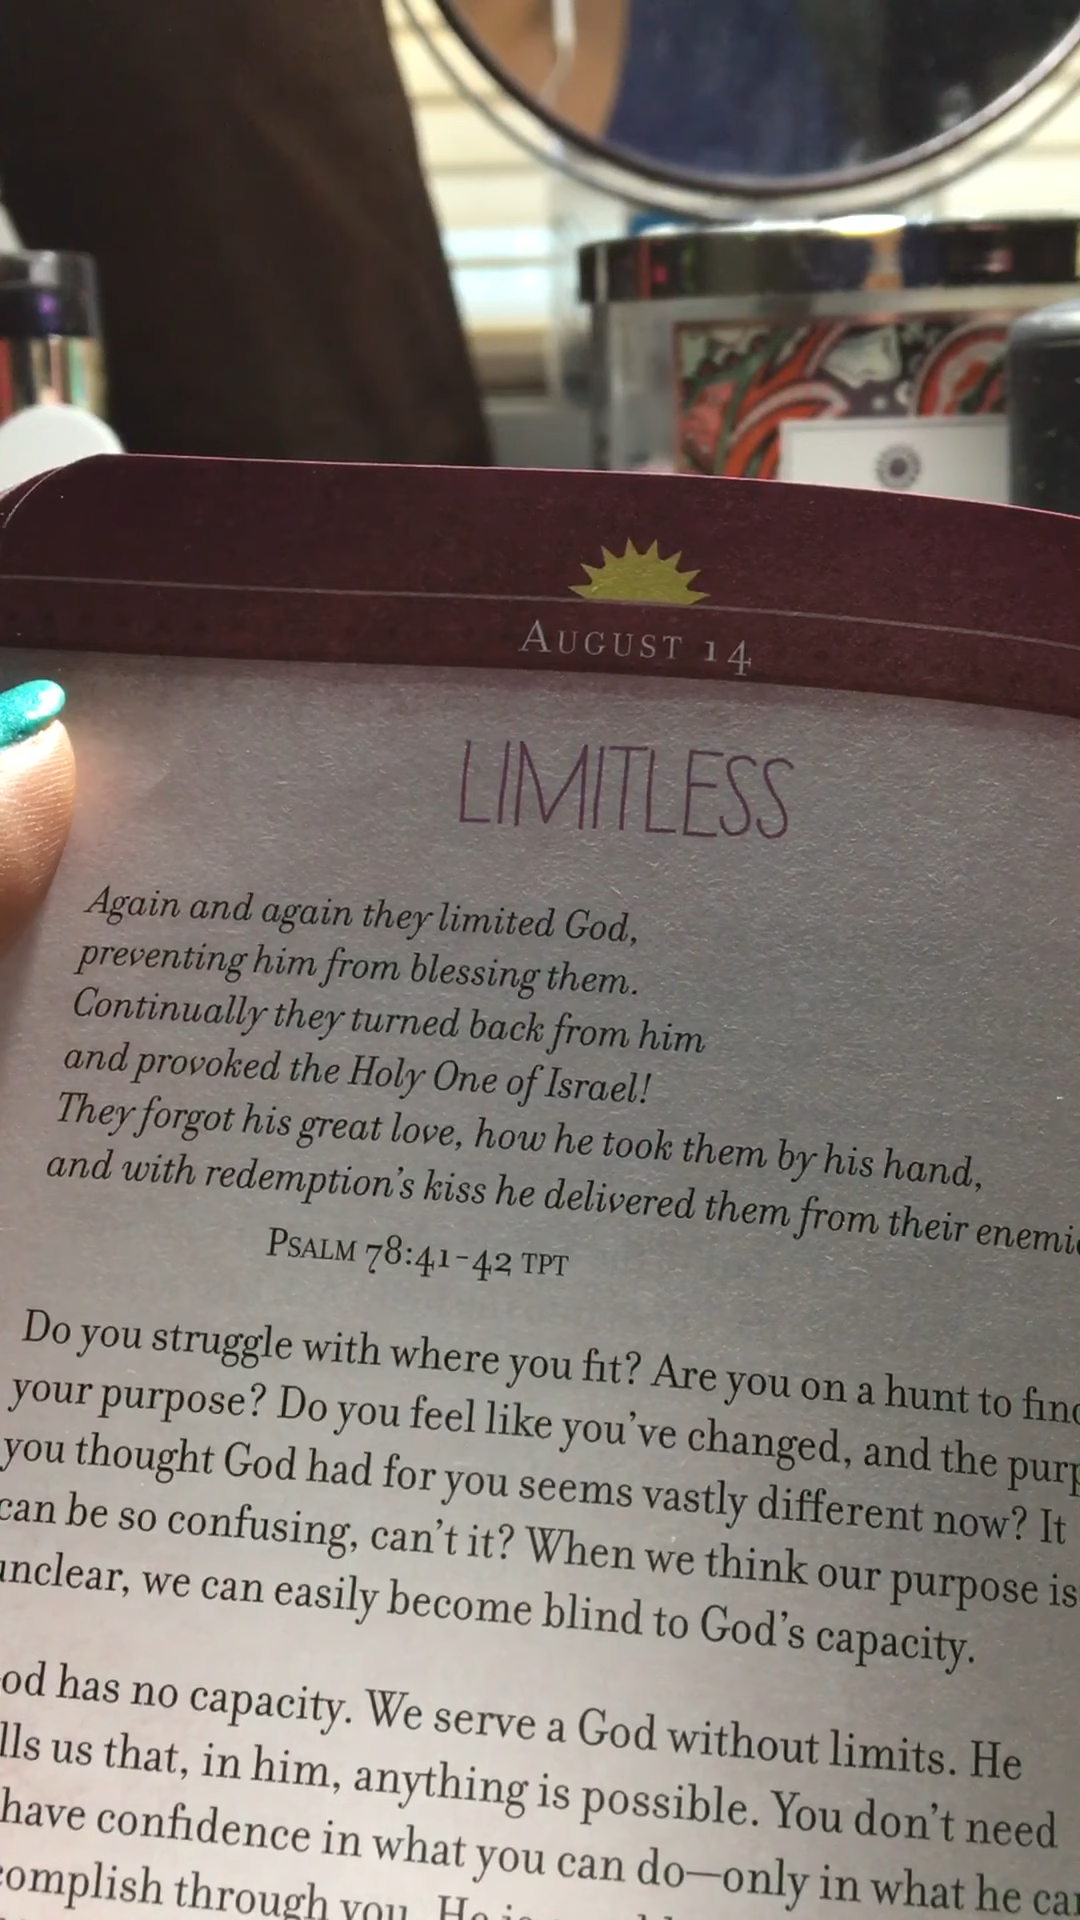 AUGUST 14
LIMITLESS
Again and again they limited God,
preventing him from blessing them.
Continually they turned back from him
and provoked the Holy One of Israel!
They forgot his great love, how he took them by his hand,
and with redemption's kiss he delivered them from their
PSALM 78:41-42 TPT
Do you struggle with where you fit? Are you on a hunt to
your purpose? Do you feel like you've changed, and the
you thought God had for you seems vastly different now? It
can be so confusing, can't it? When we think our purpose is
unclear, we can easily become blind to God's capacity.
has no capacity. We serve a God without limits. He
us that, in him, anything is possible. You don't need
have confidence in what you can do—only in what he
through you. He is